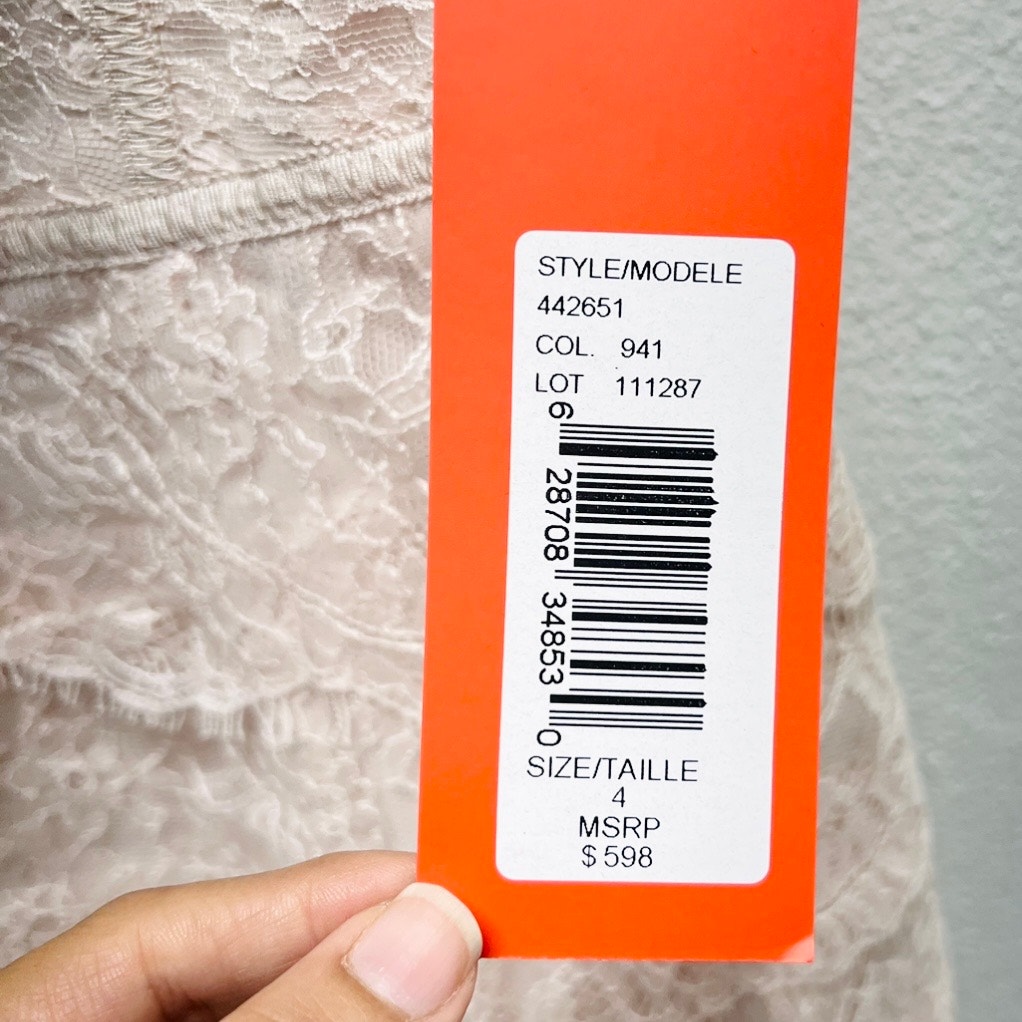 STYLE/MODELE
442651
COL. 941
LOT 111287
6 28708 34853 0
SIZE/TAILLE
4
MSRP
$598